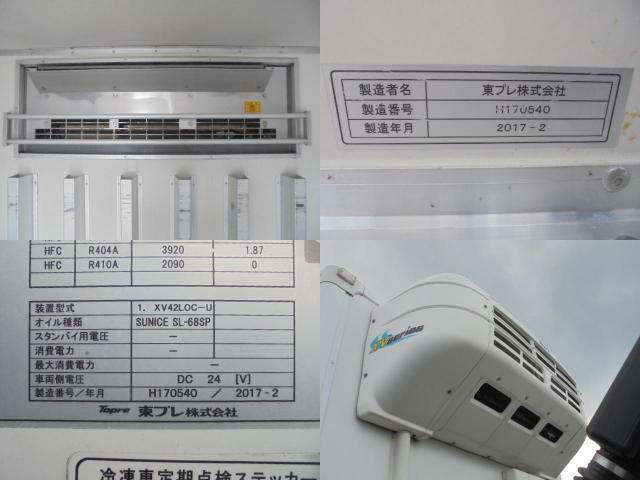 製造者名 東プレ株式会社
製造番号 H170540
製造年月 2017-2
HFC R404A 3920 1.87
HFC R410A 2090 0
装置型式 1. XV42LOC-U
オイル種類 SUNICE SL-68SP
スタンバイ用電圧 —
消費電力 —
最大消費電力 —
車両側電圧 DC 24 [V]
製造番号/年月 H170540 / 2017-2
Topre 東プレ株式会社
冷凍車定期点検ステッカー
XVseries